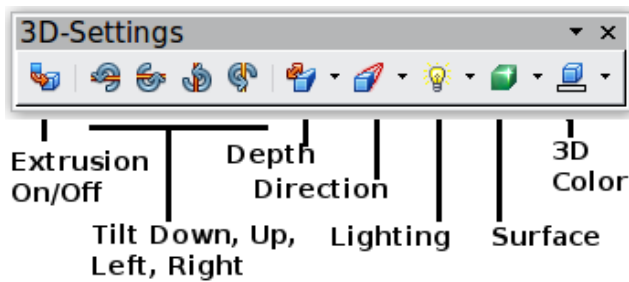 3D-Settings
Extrusion
On/Off
Tilt Down, Up,
Left, Right
Depth
Direction
Lighting
Surface
3D
Color